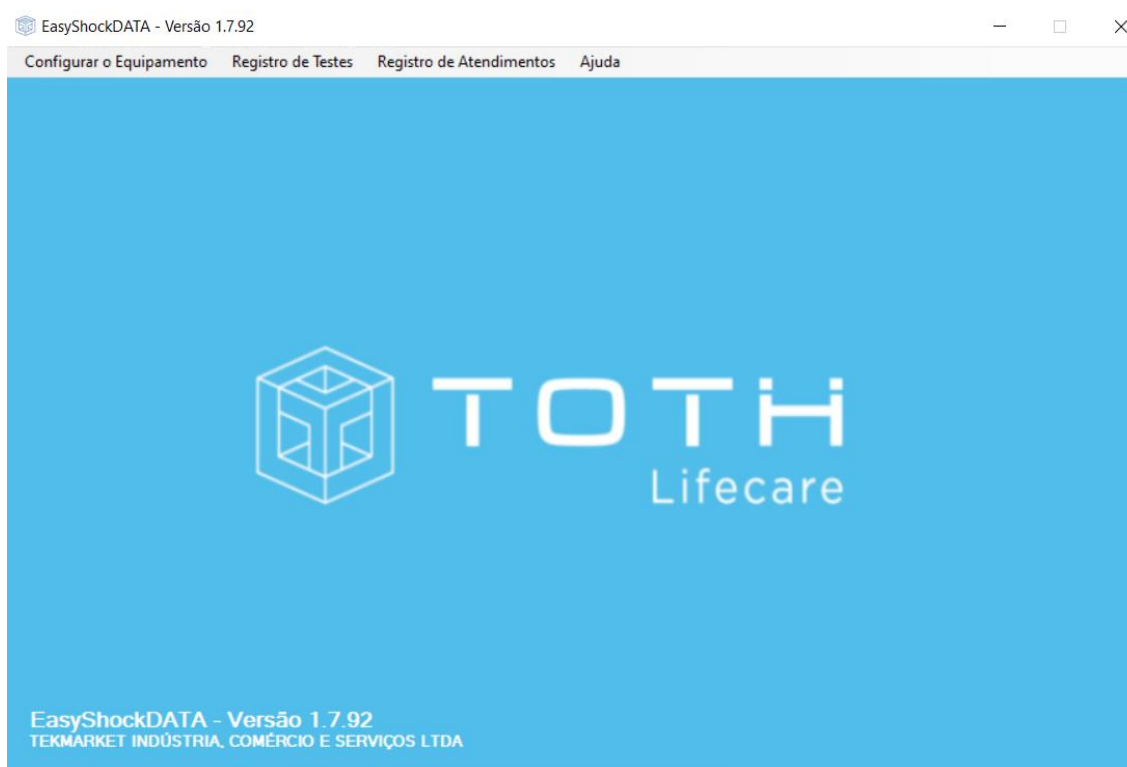 EasyShockDATA - Versão 1.7.92
Configurar o Equipamento Registro de Testes Registro de Atendimentos Ajuda
TOTH
Lifecare
EasyShockDATA - Versão 1.7.92
TEKMARKET INDÚSTRIA, COMÉRCIO E SERVIÇOS LTDA